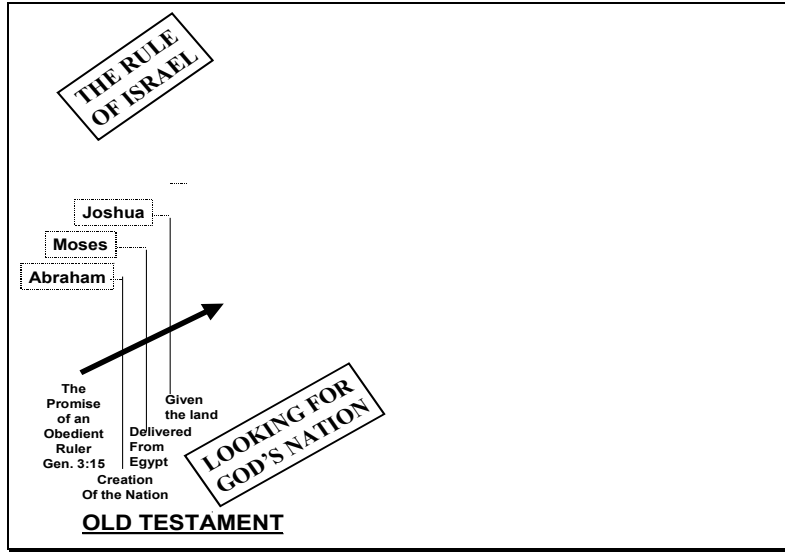 THE RULE
OF ISRAEL
Joshua
Moses
Abraham
The
Promise
of an
Obedient
Ruler
Gen. 3:15
Creation
Of the Nation
Delivered
From
Egypt
Given
the land
LOOKING FOR
GOD'S NATION
OLD TESTAMENT